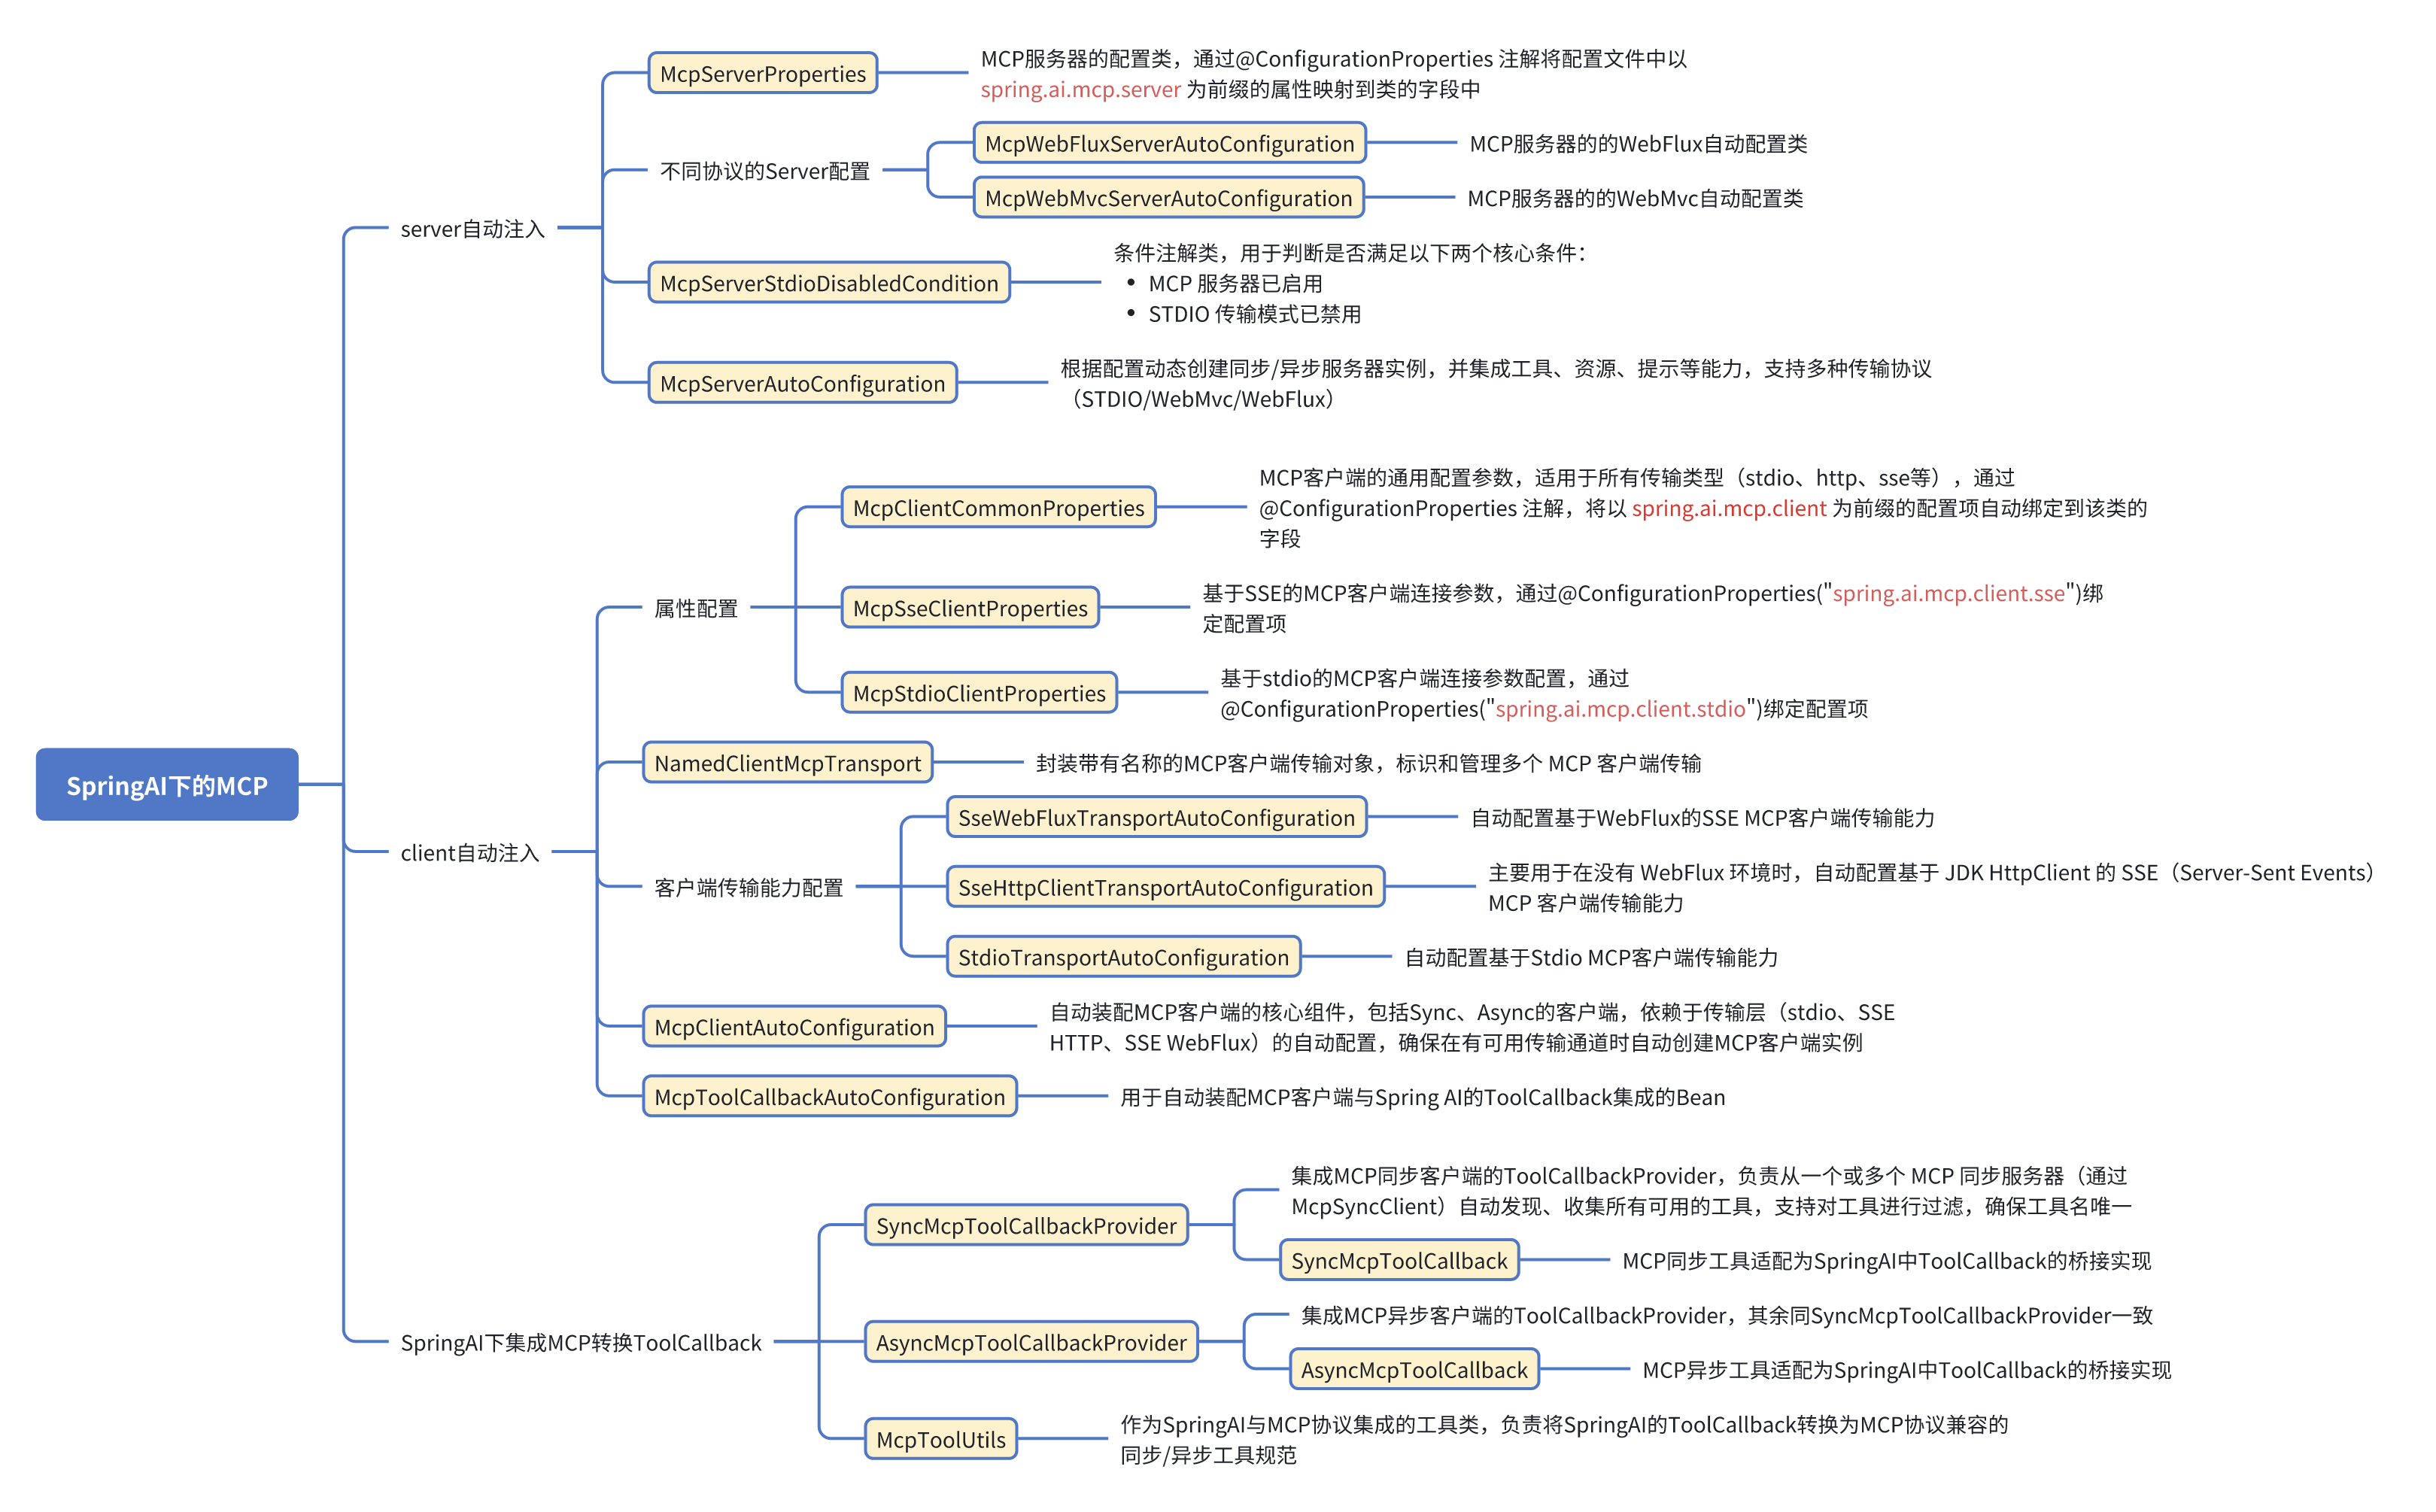 SpringAI下的MCP
server自动注入
McpServerProperties
MCP服务器的配置类，通过@ConfigurationProperties 注解将配置文件中以
spring.ai.mcp.server 为前缀的属性映射到类的字段中
不同协议的Server配置
McpWebFluxServerAutoConfiguration
MCP服务器的的WebFlux自动配置类
McpWebMvcServerAutoConfiguration
MCP服务器的的WebMvc自动配置类
McpServerStdioDisabledCondition
条件注解类，用于判断是否满足以下两个核心条件：
• MCP 服务器已启用
• STDIO 传输模式已禁用
McpServerAutoConfiguration
根据配置动态创建同步/异步服务器实例，并集成工具、资源、提示等能力，支持多种传输协议
（STDIO/WebMvc/WebFlux）
client自动注入
属性配置
McpClientCommonProperties
MCP客户端的通用配置参数，适用于所有传输类型（stdio、http、sse等），通过
@ConfigurationProperties 注解，将以 spring.ai.mcp.client 为前缀的配置项自动绑定到该类的
字段
McpSseClientProperties
基于SSE的MCP客户端连接参数，通过@ConfigurationProperties("spring.ai.mcp.client.sse")绑
定配置项
McpStdioClientProperties
基于stdio的MCP客户端连接参数配置，通过
@ConfigurationProperties("spring.ai.mcp.client.stdio")绑定配置项
NamedClientMcpTransport
封装带有名称的MCP客户端传输对象，标识和管理多个 MCP 客户端传输
客户端传输能力配置
SseWebFluxTransportAutoConfiguration
自动配置基于WebFlux的SSE MCP客户端传输能力
SseHttpClientTransportAutoConfiguration
主要用于在没有 WebFlux 环境时，自动配置基于 JDK HttpClient 的 SSE（Server-Sent Events）
MCP 客户端传输能力
StdioTransportAutoConfiguration
自动配置基于Stdio MCP客户端传输能力
McpClientAutoConfiguration
自动装配MCP客户端的核心组件，包括Sync、Async的客户端，依赖于传输层（stdio、SSE
HTTP、SSE WebFlux）的自动配置，确保在有可用传输通道时自动创建MCP客户端实例
McpToolCallbackAutoConfiguration
用于自动装配MCP客户端与Spring AI的ToolCallback集成的Bean
SpringAI下集成MCP转换ToolCallback
SyncMcpToolCallbackProvider
集成MCP同步客户端的ToolCallbackProvider，负责从一个或多个 MCP 同步服务器（通过
McpSyncClient）自动发现、收集所有可用的工具，支持对工具进行过滤，确保工具名唯一
SyncMcpToolCallback
MCP同步工具适配为SpringAI中ToolCallback的桥接实现
AsyncMcpToolCallbackProvider
集成MCP异步客户端的ToolCallbackProvider，其余同SyncMcpToolCallbackProvider一致
AsyncMcpToolCallback
MCP异步工具适配为SpringAI中ToolCallback的桥接实现
McpToolUtils
作为SpringAI与MCP协议集成的工具类，负责将SpringAI的ToolCallback转换为MCP协议兼容的
同步/异步工具规范